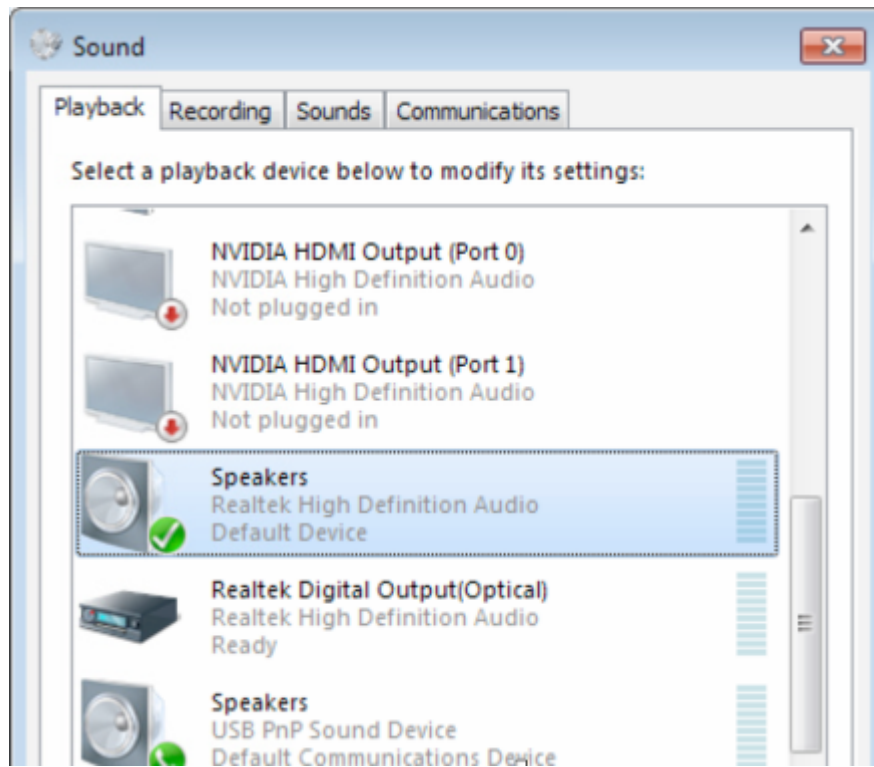 Sound
Playback Recording Sounds Communications
Select a playback device below to modify its settings:
NVIDIA HDMI Output (Port 0)
NVIDIA High Definition Audio
Not plugged in
NVIDIA HDMI Output (Port 1)
NVIDIA High Definition Audio
Not plugged in
Speakers
Realtek High Definition Audio
Default Device
Realtek Digital Output(Optical)
Realtek High Definition Audio
Ready
Speakers
USB PnP Sound Device
Default Communications Device